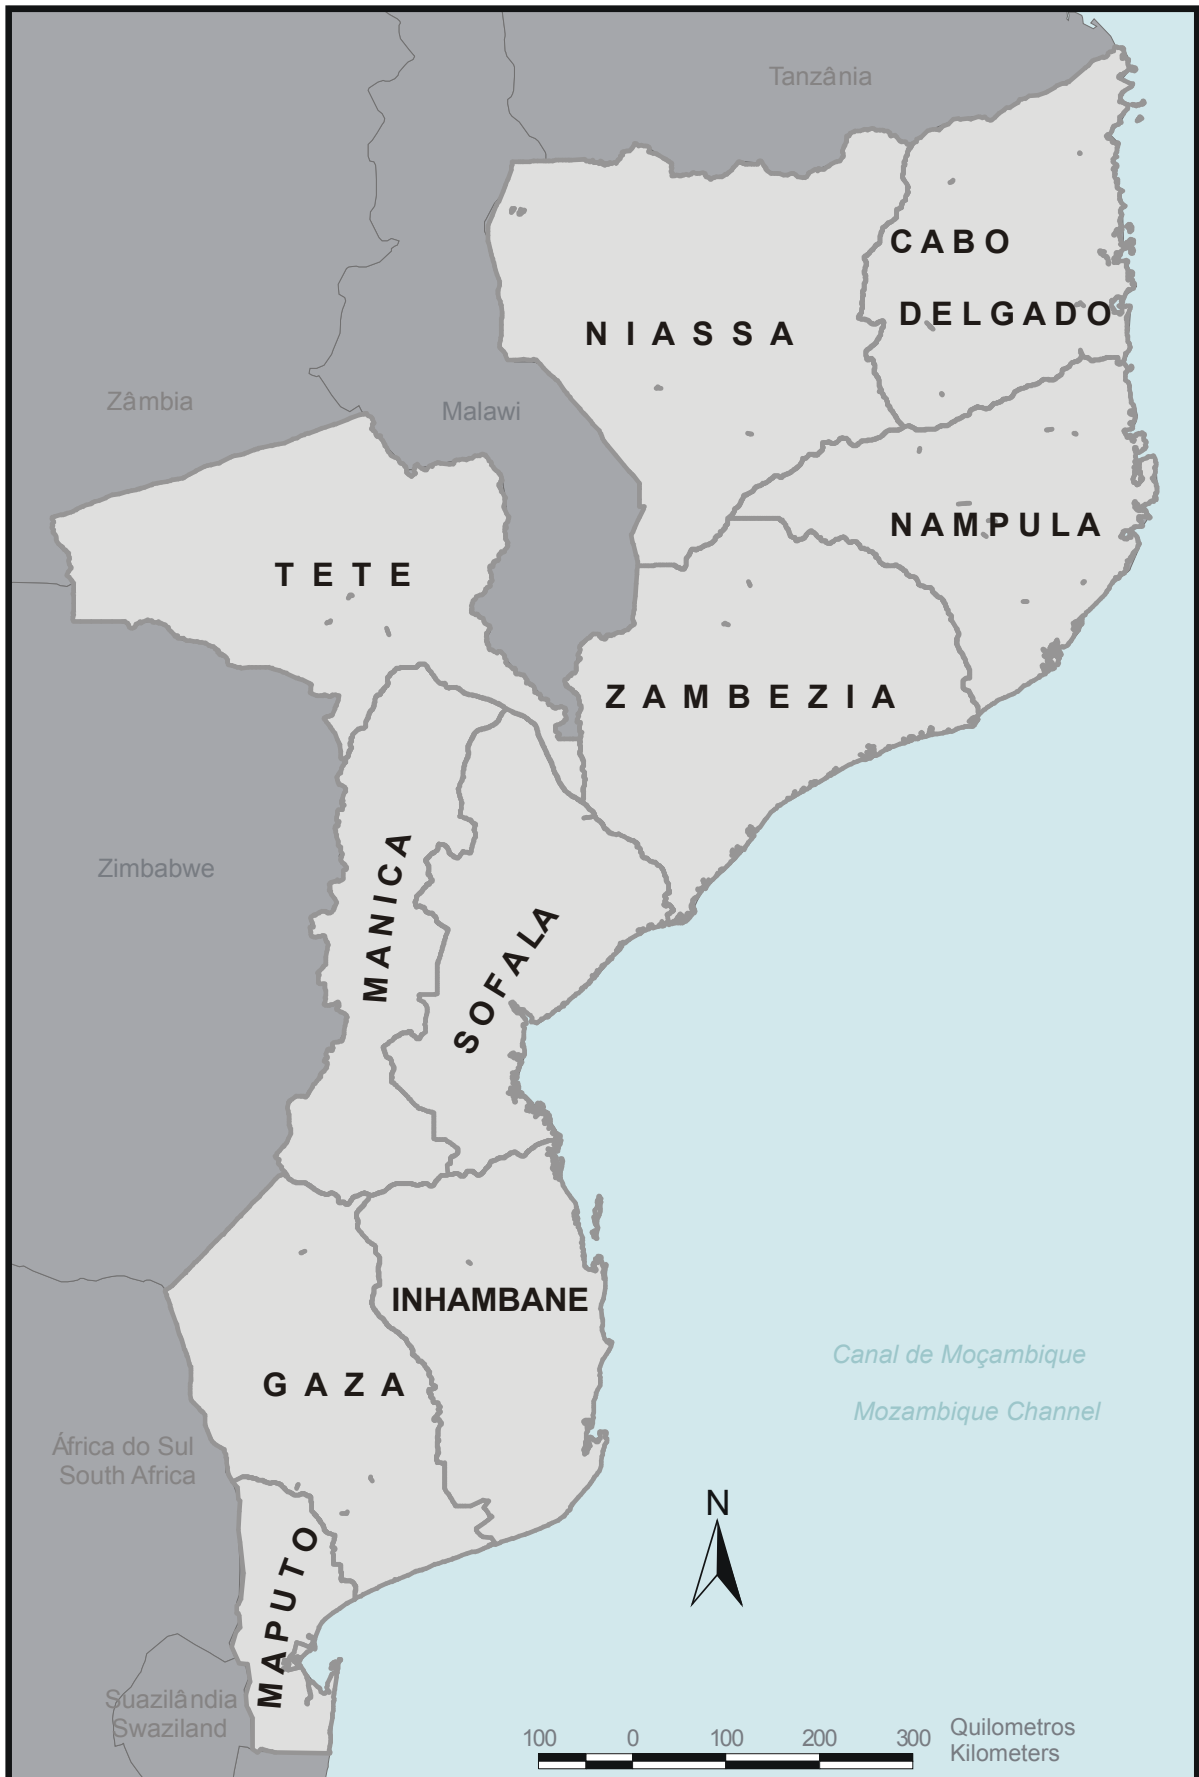 Tanzânia
CABO
DELGADO
NIASSA
Zâmbia
Malawi
NAMPULA
TETE
ZAMBEZIA
Zimbabwe
MANICA
SOFALA
INHAMBANE
Canal de Moçambique
Mozambique Channel
GAZA
África do Sul
South Africa
N
MAPUTO
Suazilândia
Swaziland
100 0 100 200 300
Quilometros
Kilometers